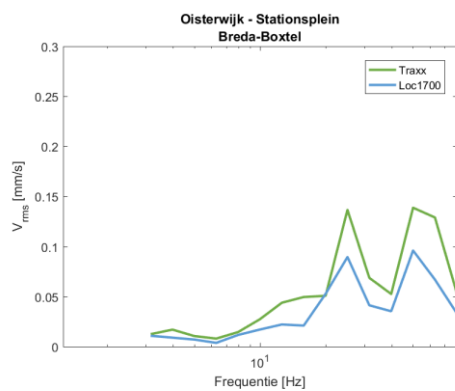 Oisterwijk - Stationsplein
Breda-Boxtel
0.3
0.25
0.2
0.15
0.1
0.05
0
V_rms [mm/s]
Traxx
Loc1700
10^1
Frequentie [Hz]